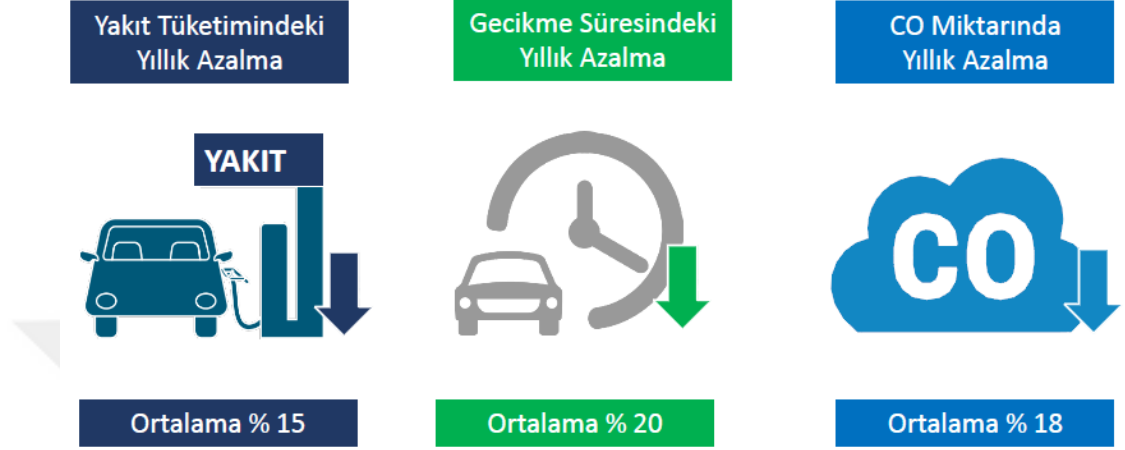 Yakıt Tüketimindeki
Yıllık Azalma
Gecikme Süresindeki
Yıllık Azalma
CO Miktarında
Yıllık Azalma
YAKIT
CO
Ortalama % 15
Ortalama % 20
Ortalama % 18